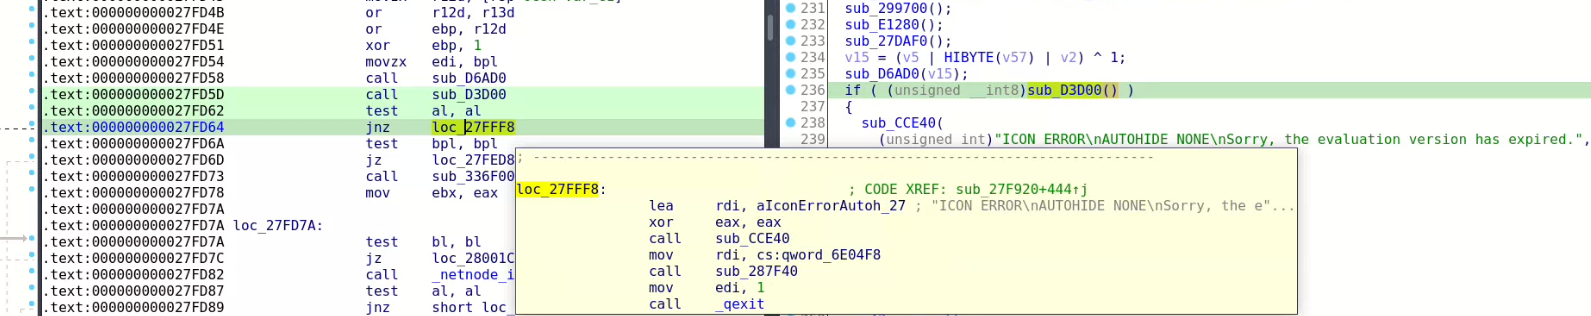 .text:000000000027FD4B or r12d, r13d
.text:000000000027FD4E or ebp, r12d
.text:000000000027FD51 xor ebp, 1
.text:000000000027FD54 movzx edi, bpl
.text:000000000027FD58 call sub_D6AD0
.text:000000000027FD5D call sub_D3D00
.text:000000000027FD62 test al, al
.text:000000000027FD64 jnz loc_27FFF8
.text:000000000027FD6A test bpl, bpl
.text:000000000027FD6D jz loc_27FED8
.text:000000000027FD73 call sub_336F00
.text:000000000027FD78 mov ebx, eax
.text:000000000027FD7A
.text:000000000027FD7A loc_27FD7A:
.text:000000000027FD7A test bl, bl
.text:000000000027FD7C jz loc_28001C
.text:000000000027FD82 call _netnode_i
.text:000000000027FD87 test al, al
.text:000000000027FD89 jnz short loc_
231 sub_299700();
232 sub_E1280();
233 sub_27DAF0();
234 v15 = (v5 | HIBYTE(v57) | v2) ^ 1;
235 sub_D6AD0(v15);
236 if ( (unsigned __int8)sub_D3D00() )
237 {
238 sub_CCE40(
239 (unsigned int)"ICON ERROR\nAUTOHIDE NONE\nSorry, the evaluation version has expired.",
; ---------------------------------------------------------------------------
loc_27FFF8: ; CODE XREF: sub_27F920+444↑j
lea rdi, aIconErrorAutoh_27 ; "ICON ERROR\nAUTOHIDE NONE\nSorry, the e"...
xor eax, eax
call sub_CCE40
mov rdi, cs:qword_6E04F8
call sub_287F40
mov edi, 1
call _qexit